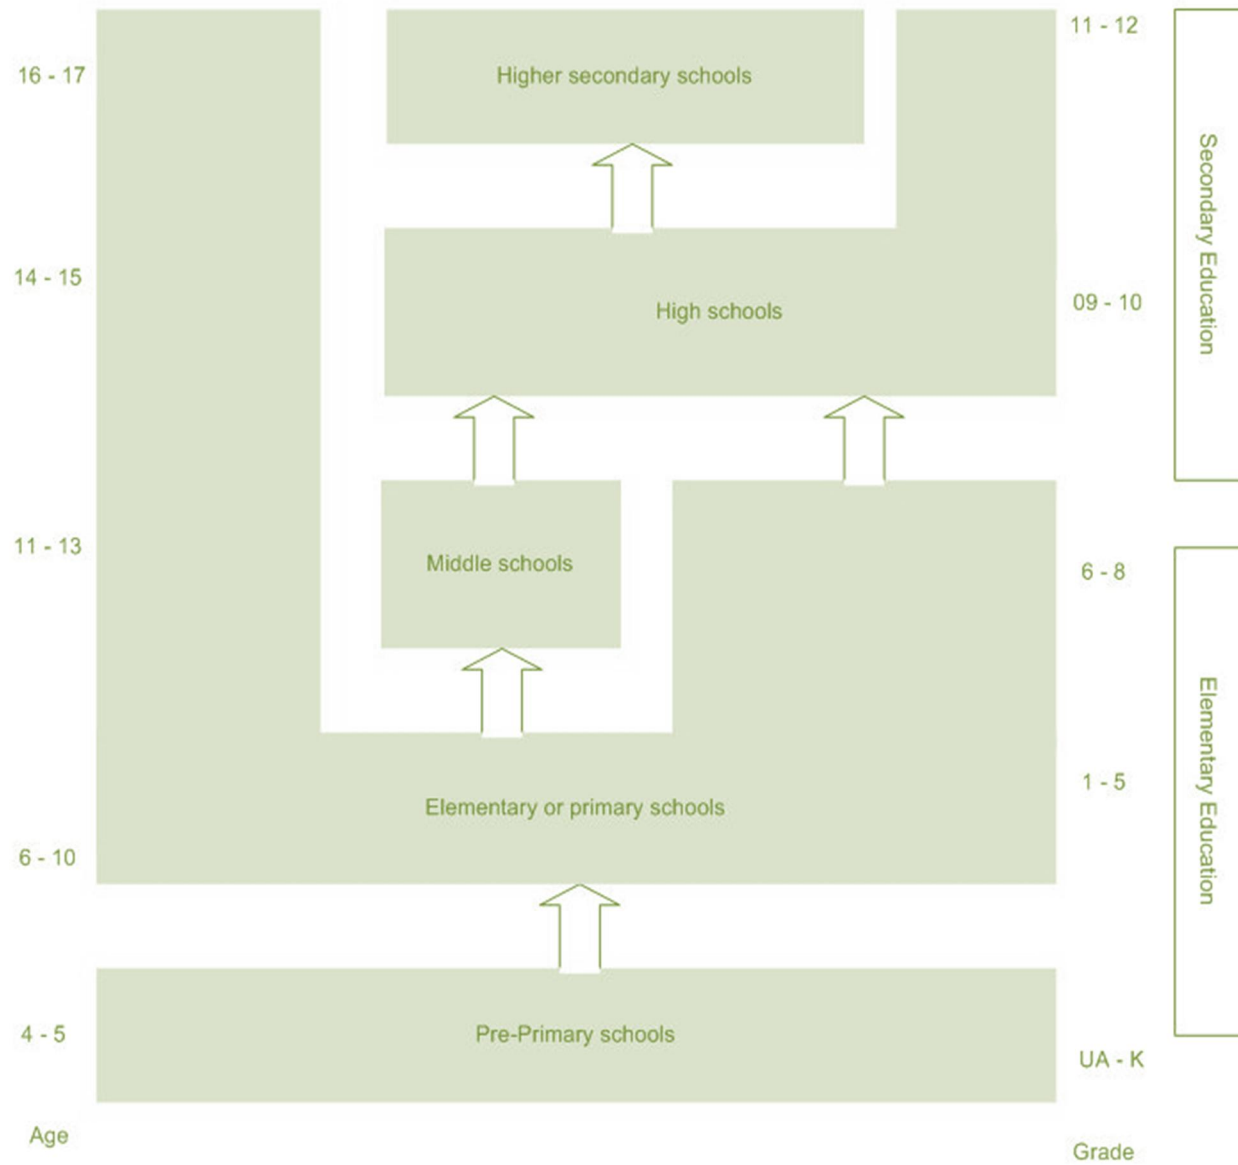 11 - 12
16 - 17
Higher secondary schools
Secondary Education
14 - 15
High schools
09 - 10
11 - 13
Middle schools
6 - 8
Elementary Education
1 - 5
Elementary or primary schools
6 - 10
4 - 5
Pre-Primary schools
UA - K
Age
Grade